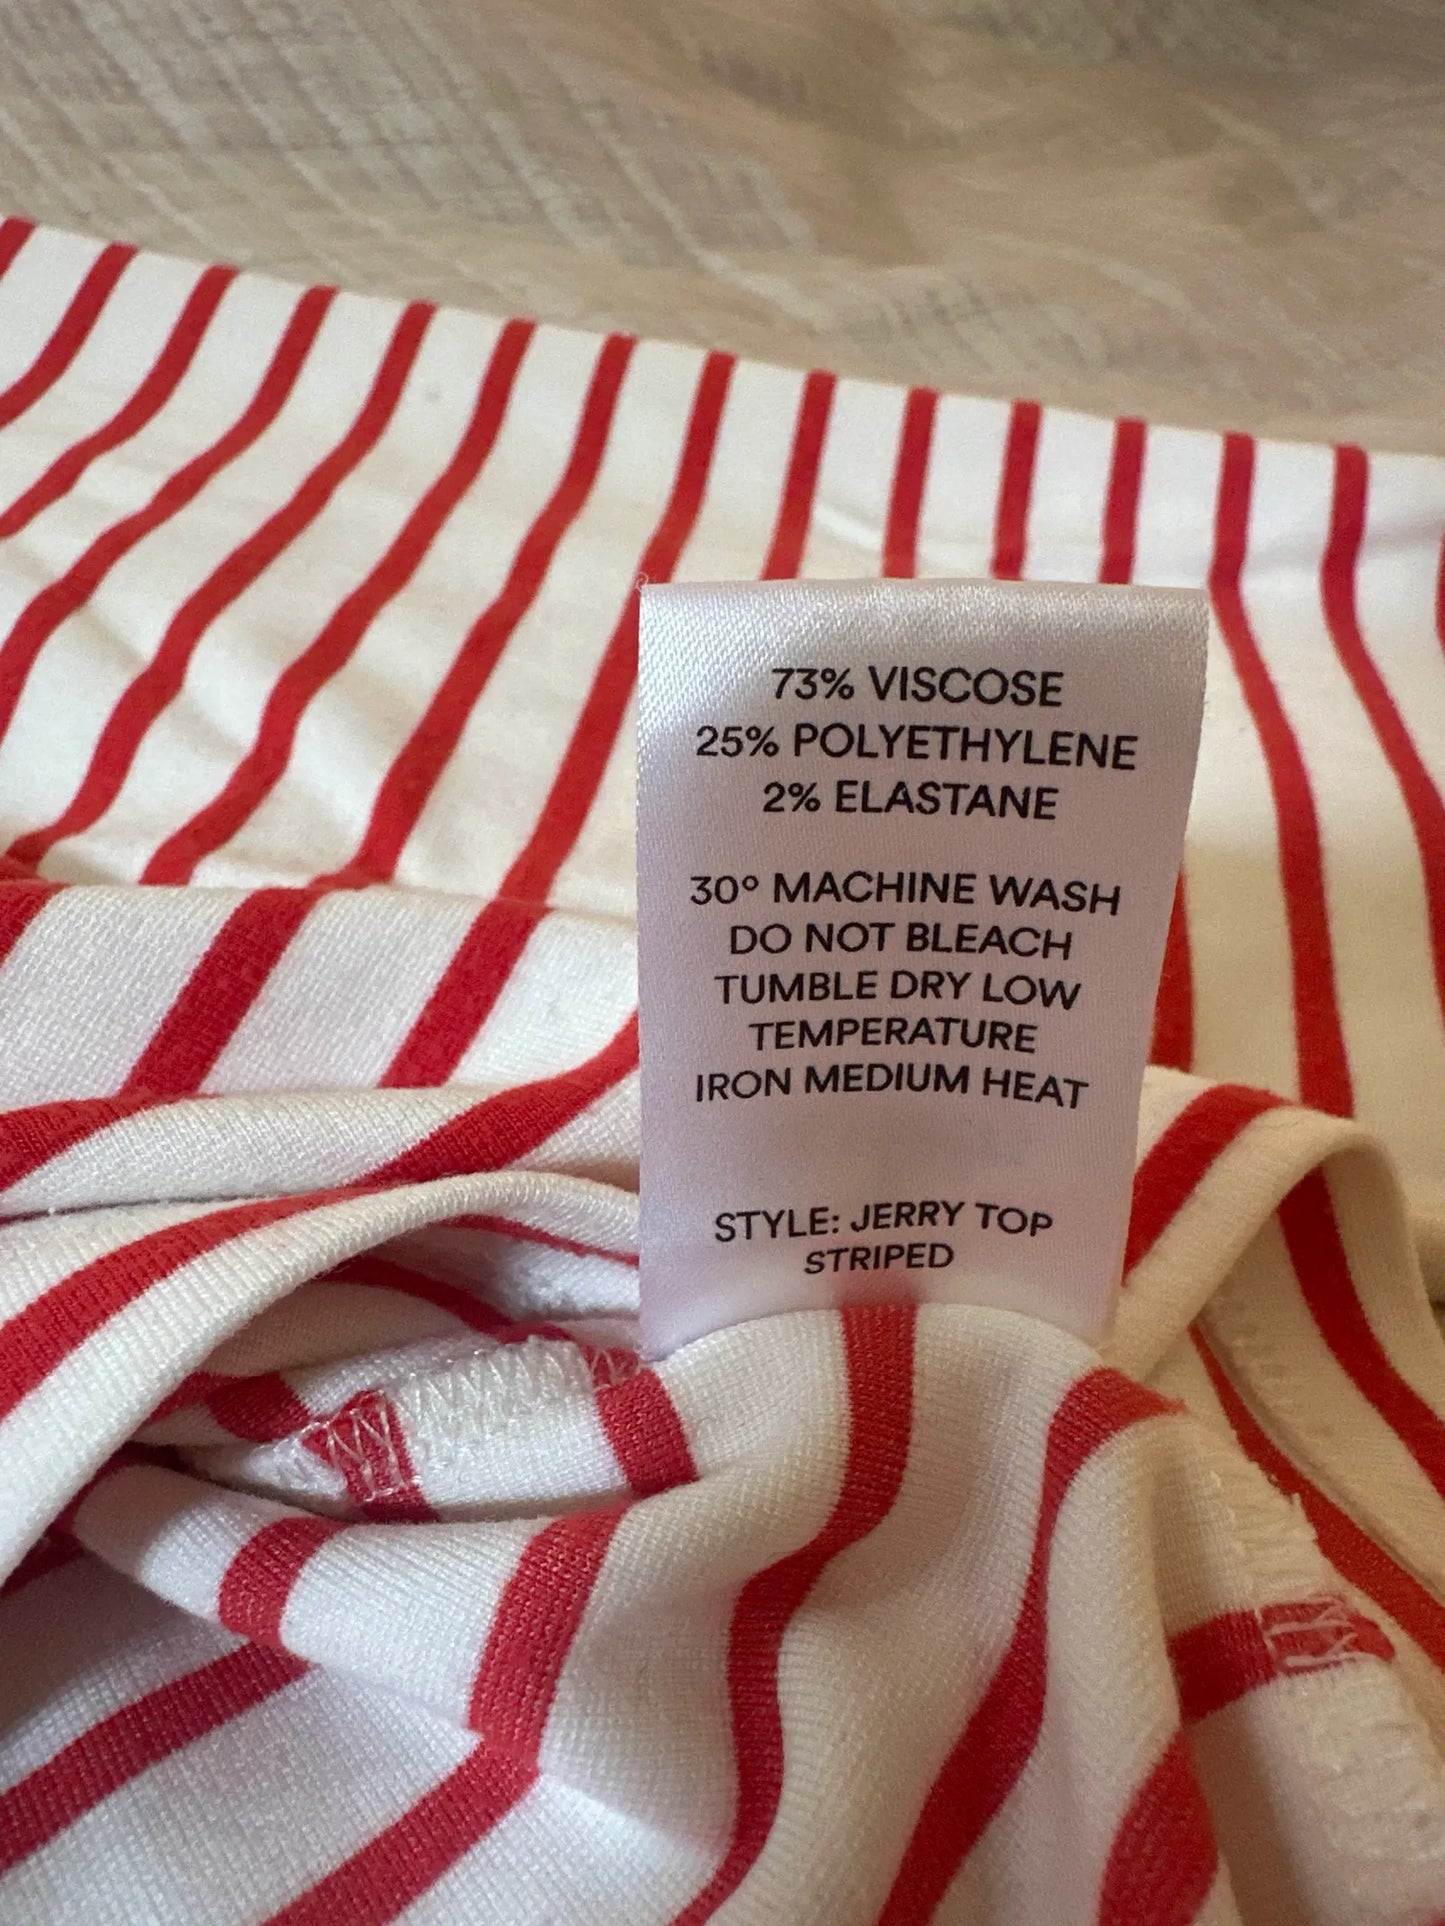 73% VISCOSE
25% POLYETHYLENE
2% ELASTANE
30° MACHINE WASH
DO NOT BLEACH
TUMBLE DRY LOW
TEMPERATURE
IRON MEDIUM HEAT
STYLE: JERRY TOP
STRIPED